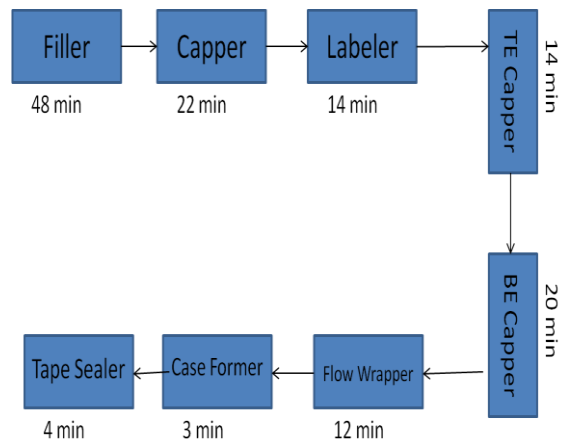 Filler
Capper
Labeler
TE Capper
14 min
48 min
22 min
14 min
BE Capper
20 min
Tape Sealer
Case Former
Flow Wrapper
4 min
3 min
12 min